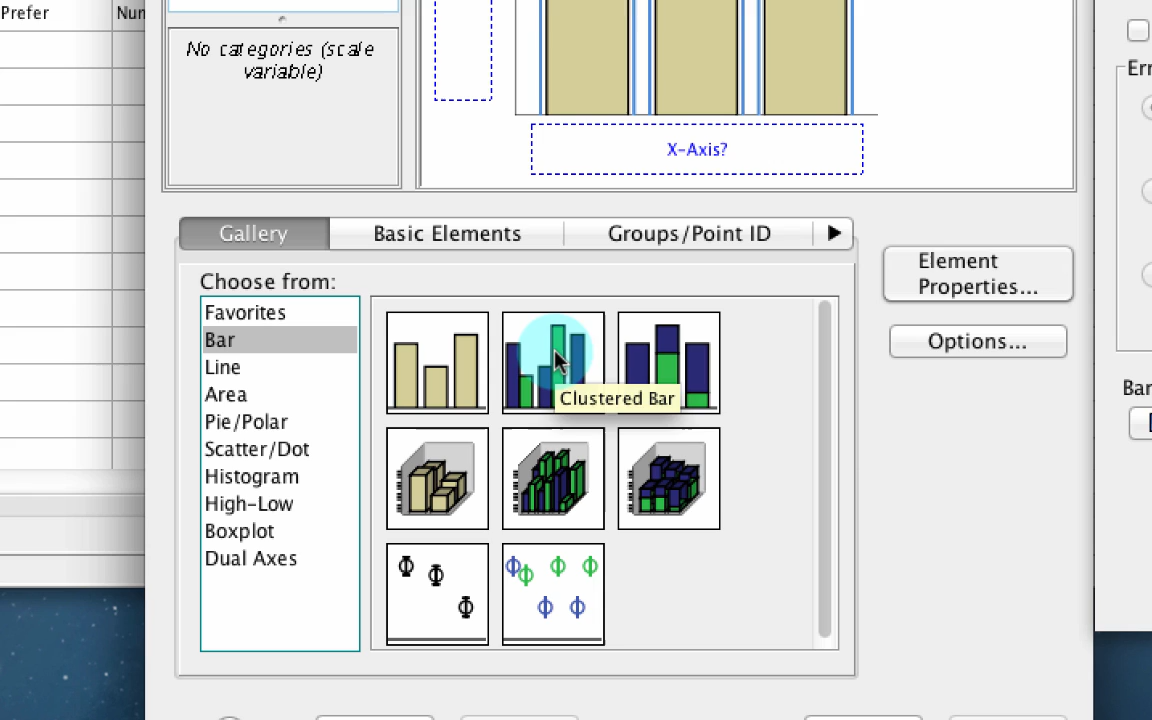 Prefer
Num
No categories (scale
variable)
X-Axis?
Err
Gallery
Basic Elements
Groups/Point ID
Element
Properties...
Choose from:
Favorites
Bar
Line
Area
Pie/Polar
Scatter/Dot
Histogram
High-Low
Boxplot
Dual Axes
Options...
Clustered Bar
Bar